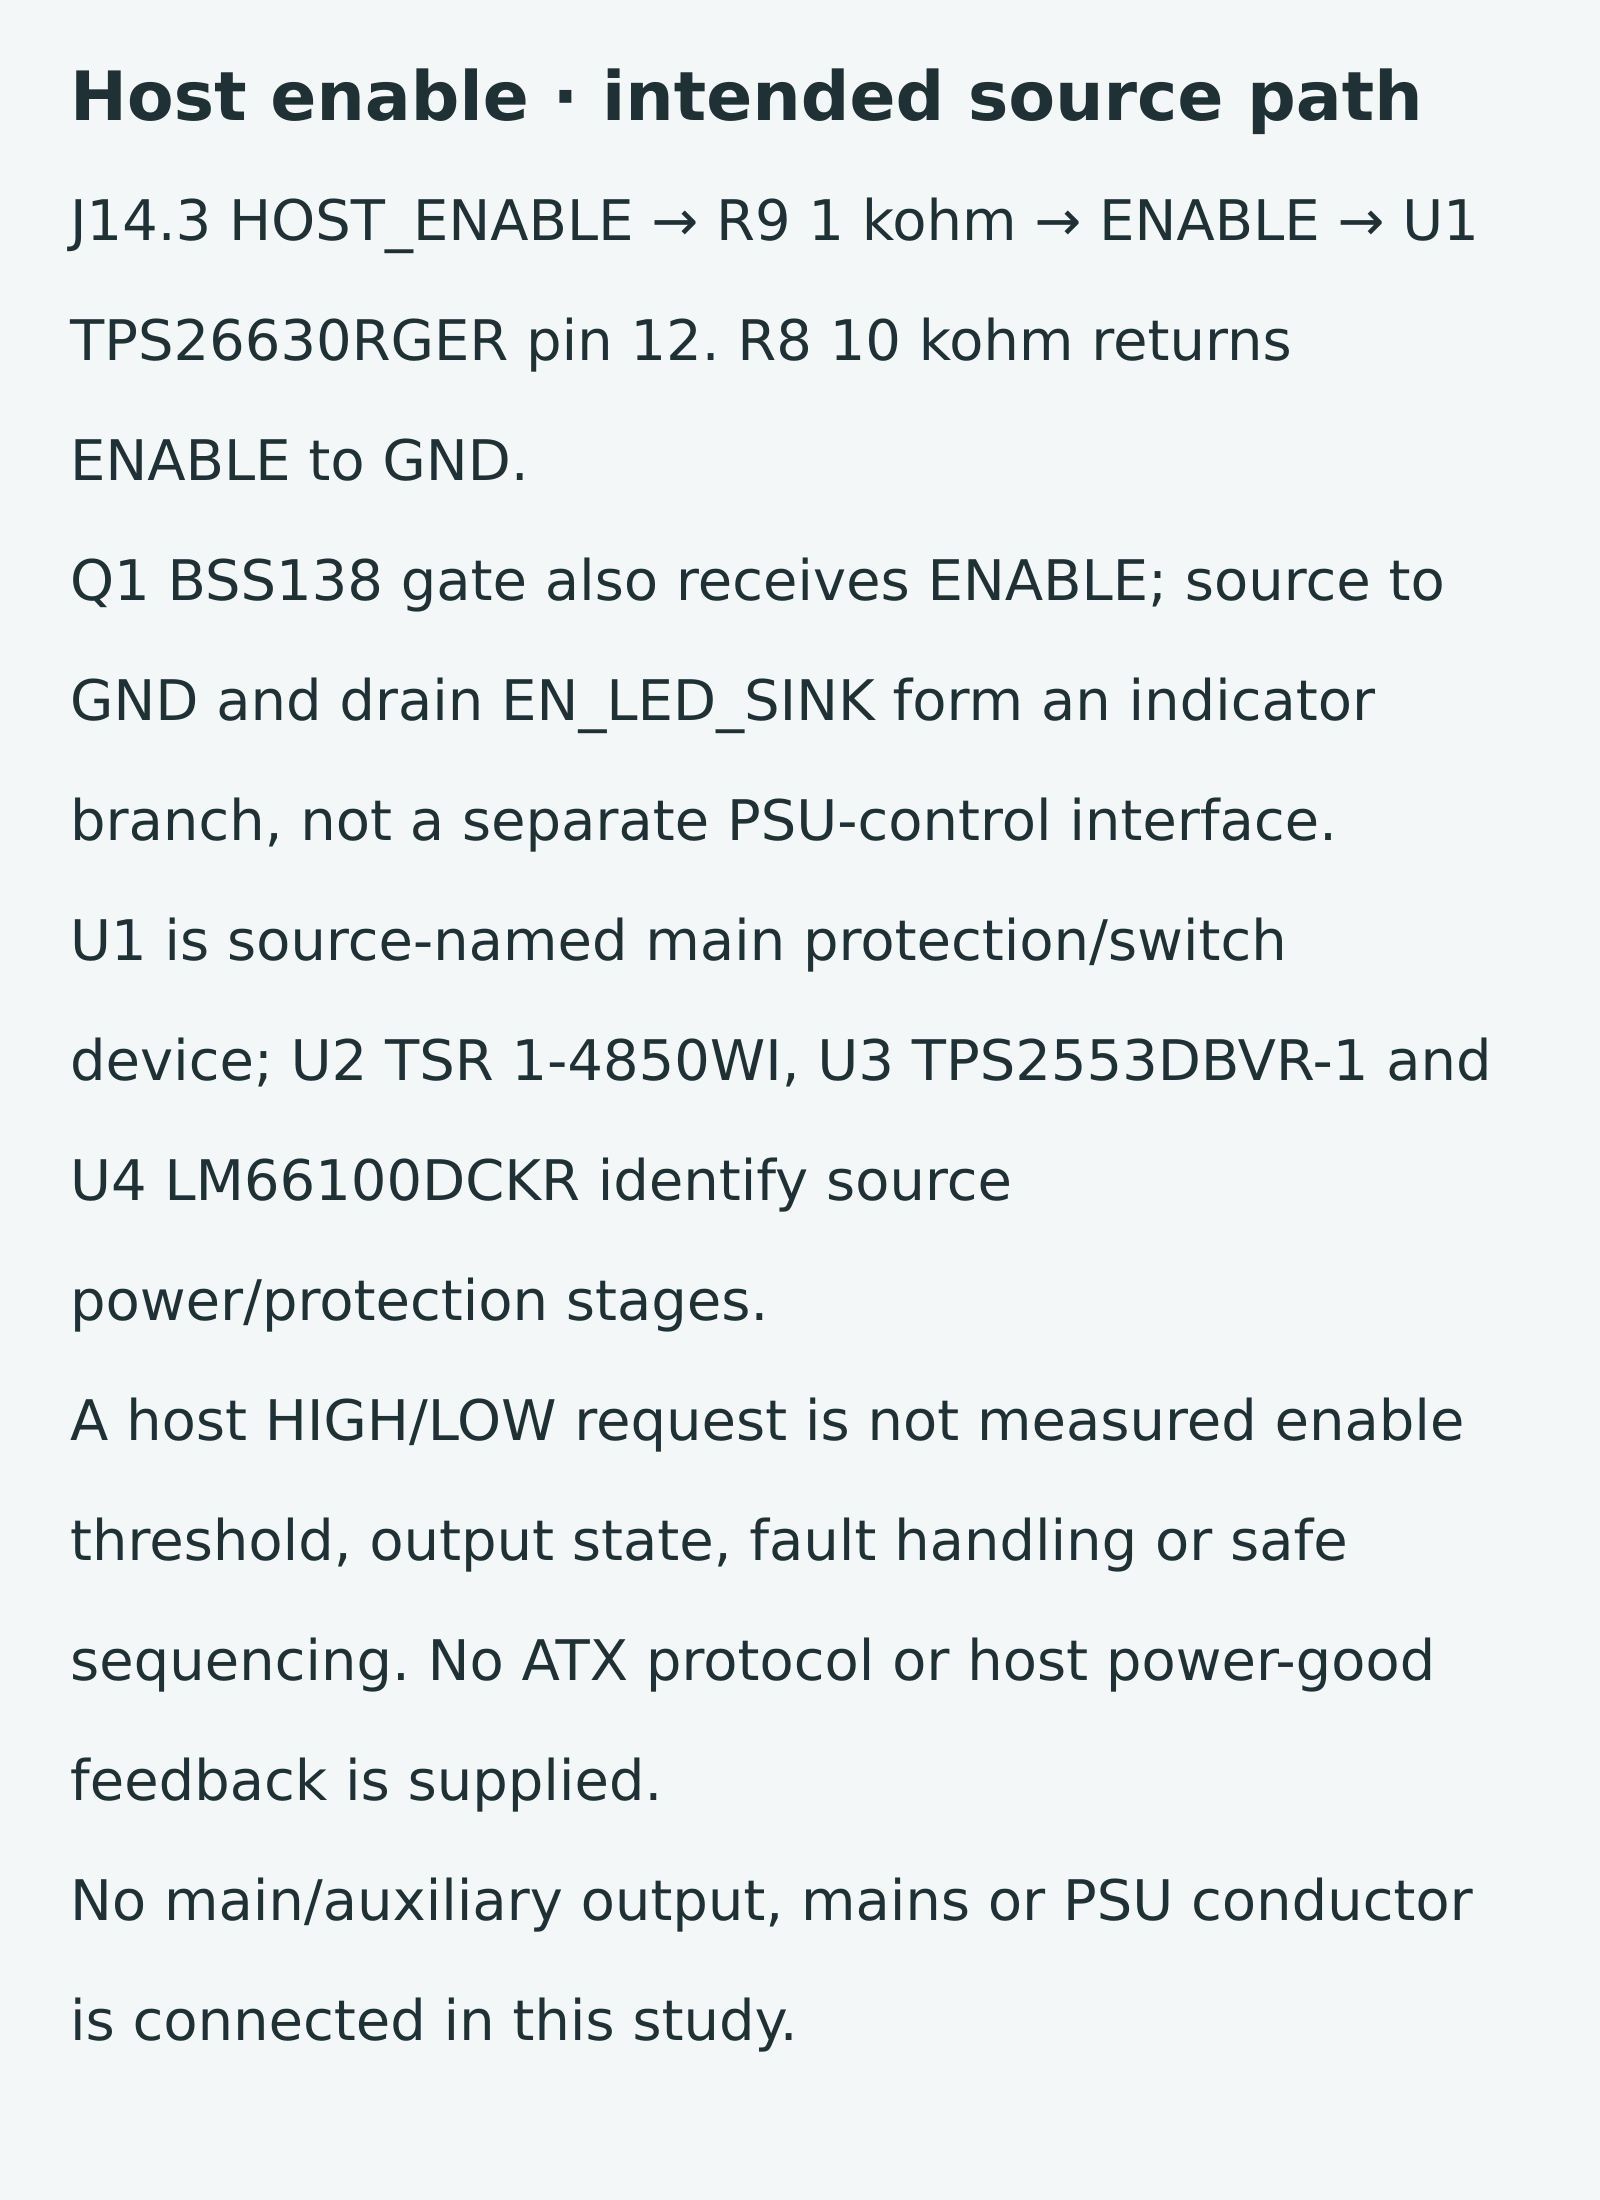 Host enable · intended source path
J14.3 HOST_ENABLE → R9 1 kohm → ENABLE → U1
TPS26630RGER pin 12. R8 10 kohm returns
ENABLE to GND.
Q1 BSS138 gate also receives ENABLE; source to
GND and drain EN_LED_SINK form an indicator
branch, not a separate PSU-control interface.
U1 is source-named main protection/switch
device; U2 TSR 1-4850WI, U3 TPS2553DBVR-1 and
U4 LM66100DCKR identify source
power/protection stages.
A host HIGH/LOW request is not measured enable
threshold, output state, fault handling or safe
sequencing. No ATX protocol or host power-good
feedback is supplied.
No main/auxiliary output, mains or PSU conductor
is connected in this study.